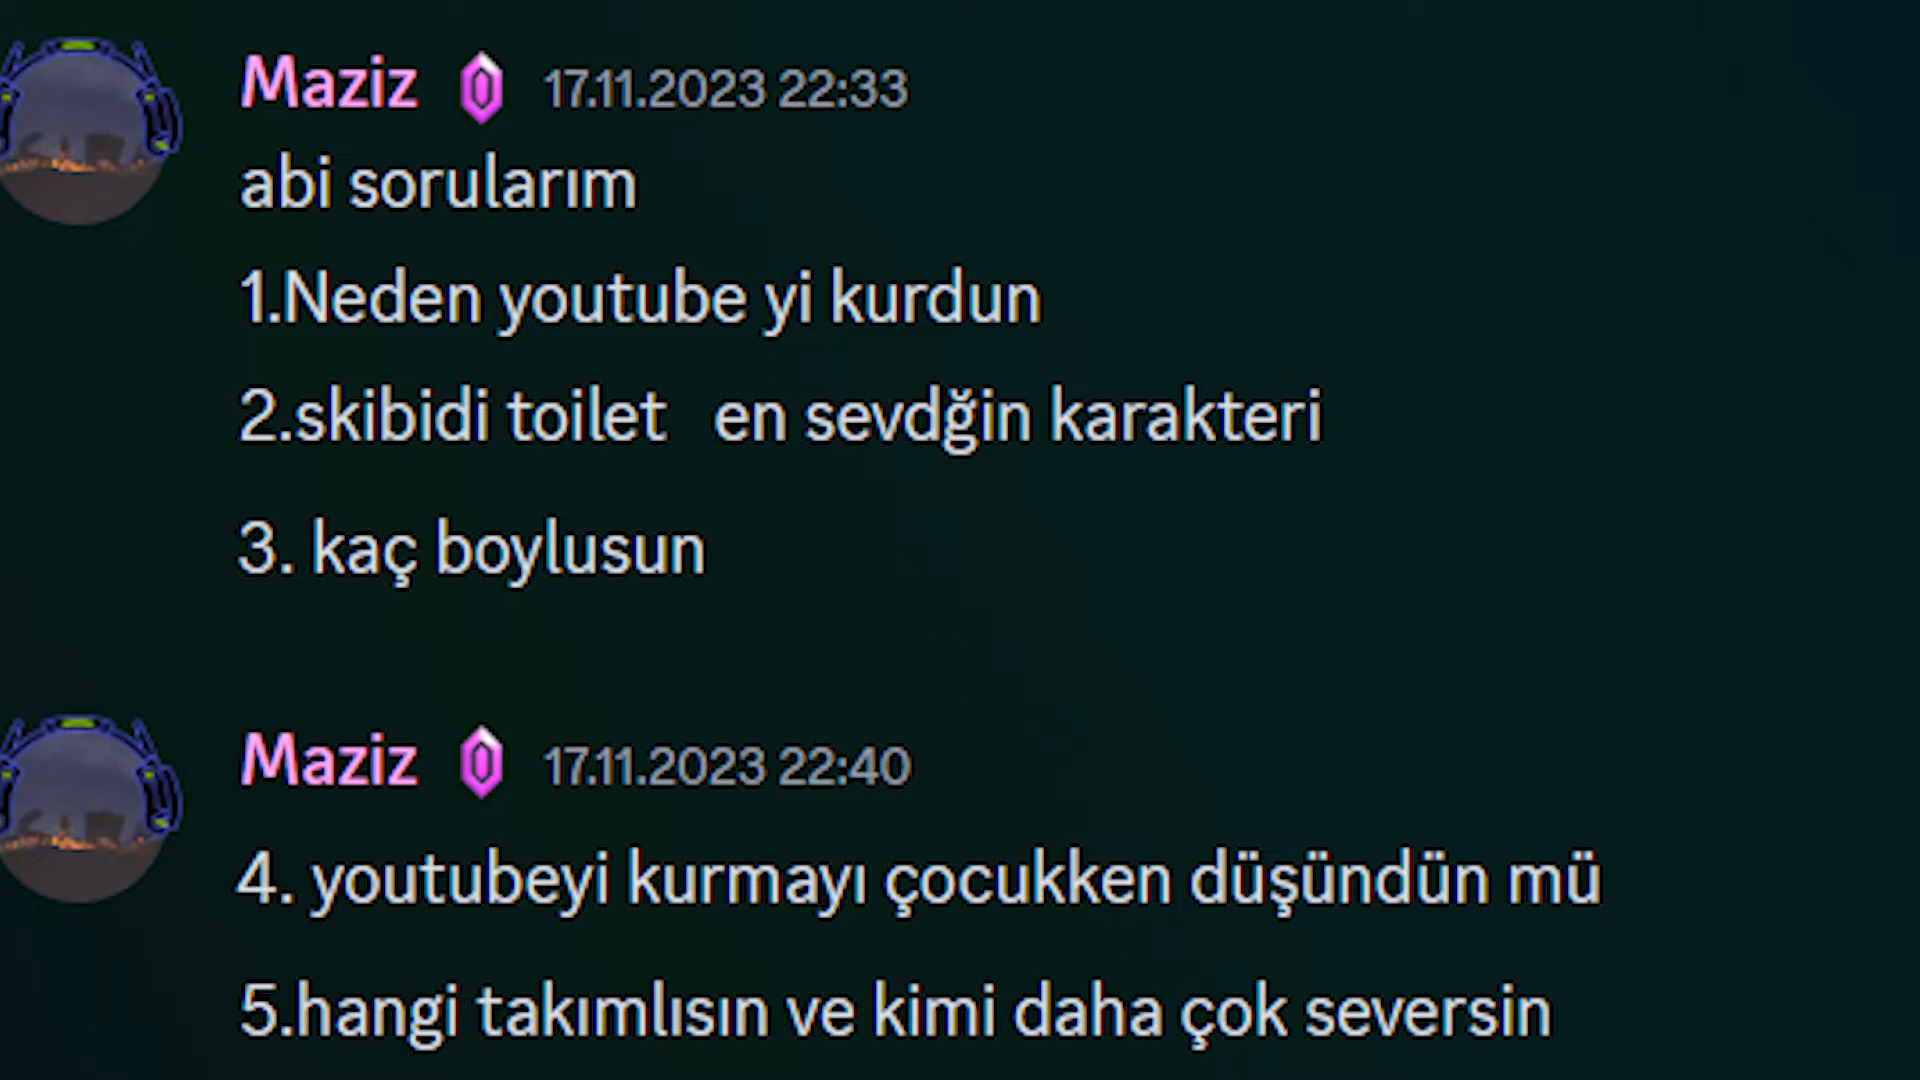 Maziz 17.11.2023 22:33
abi sorularım
1.Neden youtube yi kurdun
2.skibidi toilet en sevdğin karakteri
3. kaç boylusun
Maziz 17.11.2023 22:40
4. youtubeyi kurmayı çocukken düşündün mü
5.hangi takımlısın ve kimi daha çok seversin